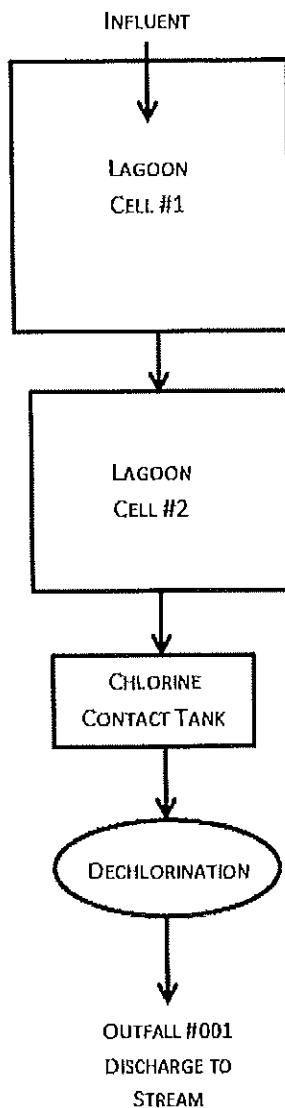 INFLUENT
LAGOON
CELL #1
LAGOON
CELL #2
CHLORINE
CONTACT TANK
DECHLORINATION
OUTFALL #001
DISCHARGE TO
STREAM